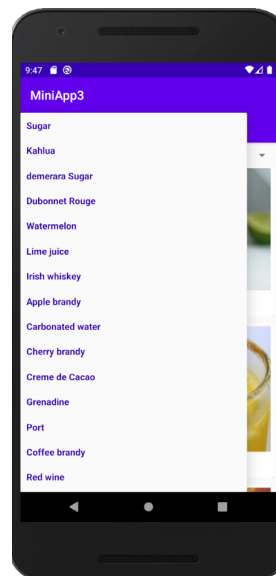 9:47
MiniApp3
Sugar
Kahlua
demerara Sugar
Dubonnet Rouge
Watermelon
Lime juice
Irish whiskey
Apple brandy
Carbonated water
Cherry brandy
Creme de Cacao
Grenadine
Port
Coffee brandy
Red wine